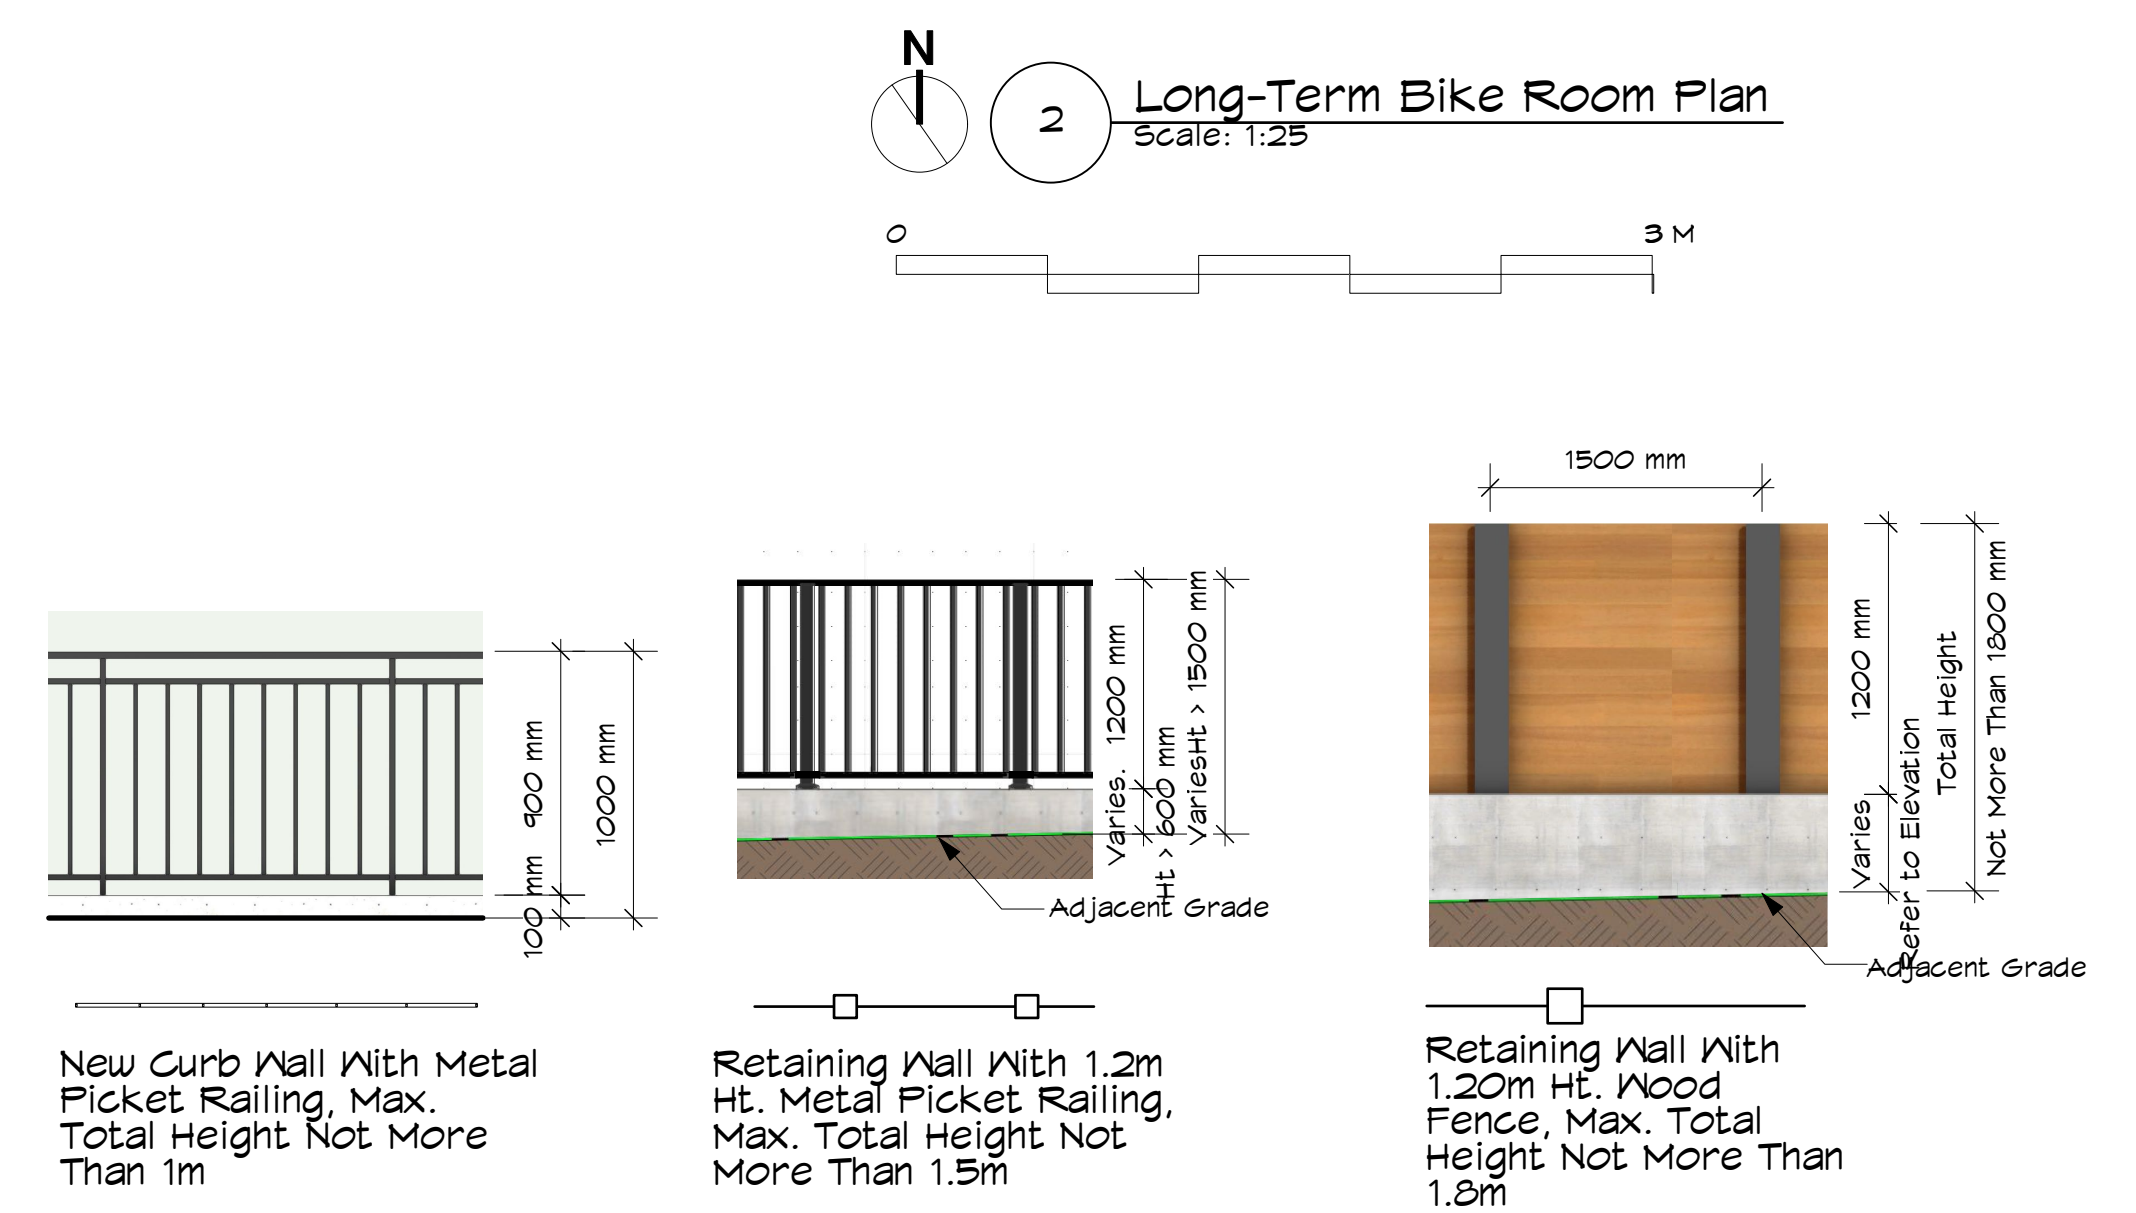 N
2
Long-Term Bike Room Plan
Scale: 1:25
0
3 M
900 mm
100 mm
1000 mm
New Curb Wall With Metal
Picket Railing, Max.
Total Height Not More
Than 1m
1200 mm
Varies.
Ht > 600 mm
VariesHt > 1500 mm
Adjacent Grade
Retaining Wall With 1.2m
Ht. Metal Picket Railing,
Max. Total Height Not
More Than 1.5m
1500 mm
1200 mm
Varies
Refer to Elevation
Total Height
Not More Than 1800 mm
Adjacent Grade
Retaining Wall With
1.20m Ht. Wood
Fence, Max. Total
Height Not More Than
1.8m